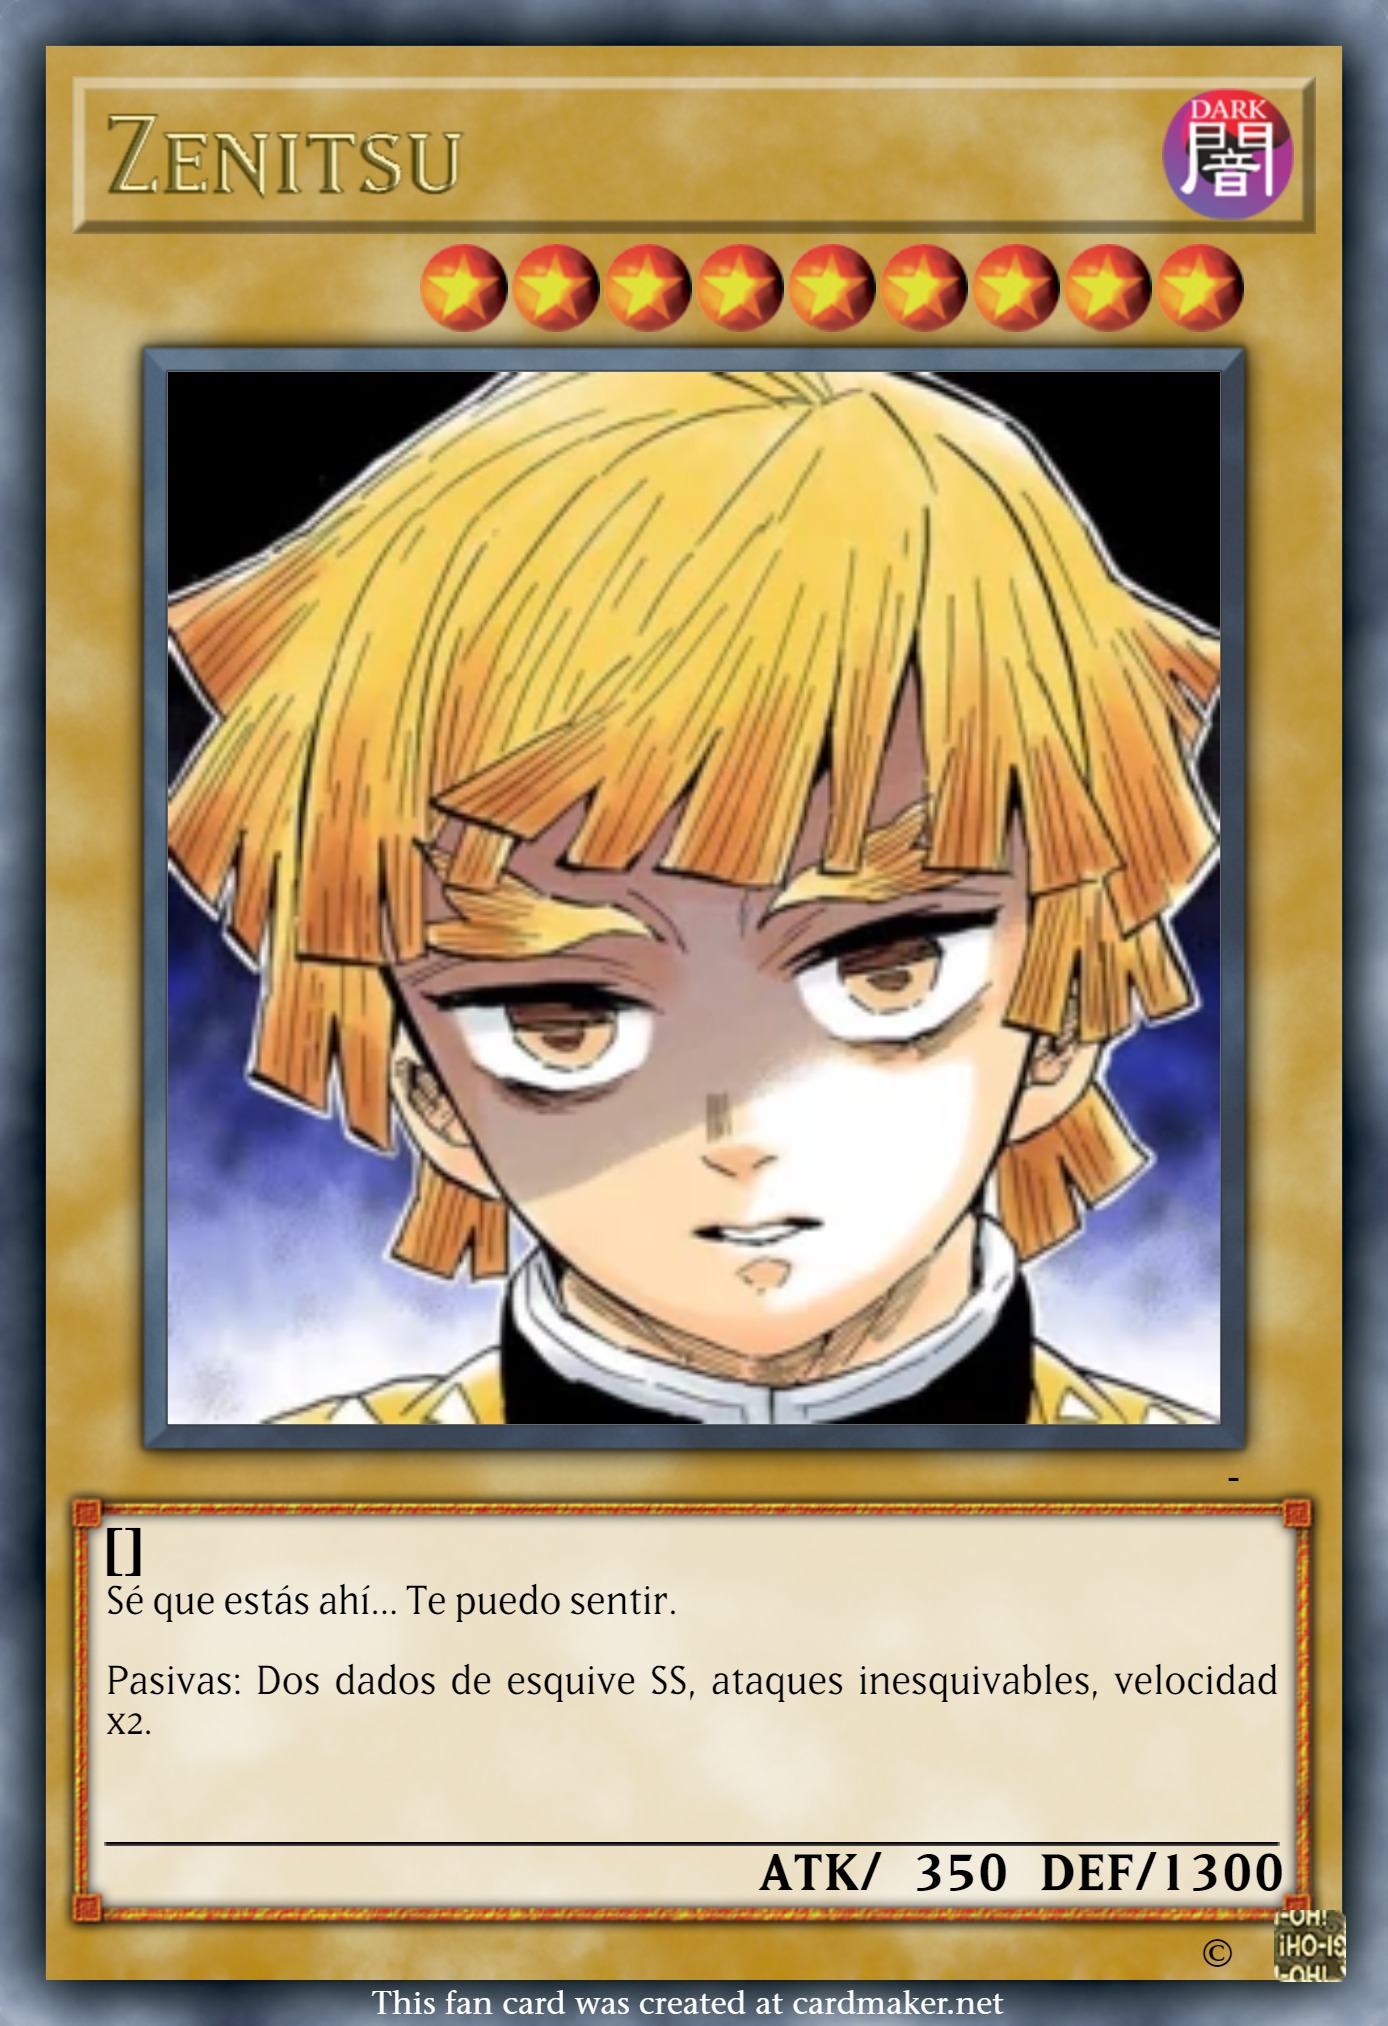 Zenitsu
DARK
闇
-
[]
Sé que estás ahí... Te puedo sentir.
Pasivas: Dos dados de esquive SS, ataques inesquivables, velocidad
x2.
ATK/ 350 DEF/1300
©
This fan card was created at cardmaker.net